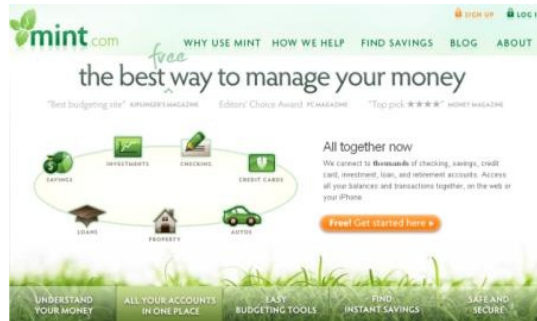 SIGN UP LOG I
mint.com
WHY USE MINT HOW WE HELP FIND SAVINGS BLOG ABOUT
free
the best way to manage your money
"Best budgeting site" KIPLINGER'S MAGAZINE Editors' Choice Award PC MAGAZINE "Top pick ★★★★" MONEY MAGAZINE
All together now
We connect to thousands of checking, savings, credit
card, investment, loan, and retirement accounts. Access
all your balances and transactions together, on the web or
your iPhone.
Free! Get started here »
INVESTMENTS
CHECKING
SAVINGS
CREDIT CARDS
LOANS
PROPERTY
AUTOS
UNDERSTAND
YOUR MONEY
ALL YOUR ACCOUNTS
IN ONE PLACE
EASY
BUDGETING TOOLS
FIND
INSTANT SAVINGS
SAFE AND
SECURE